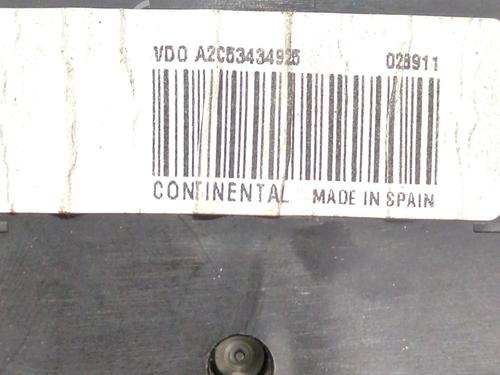 VDO A2C53434925 028911
CONTINENTAL MADE IN SPAIN